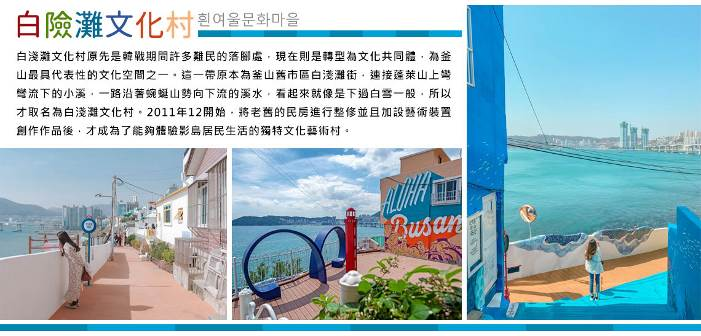 白險灘文化村 흰여울문화마을
白淺灘文化村原先是韓戰期間許多難民的落腳處，現在則是轉型為文化共同體，為釜
山最具代表性的文化空間之一。這一帶原本為釜山舊市區白淺灘街，連接蓬萊山上彎
彎流下的小溪，一路沿著蜿蜒山勢向下流的溪水，看起來就像是下過白雪一般，所以
才取名為白淺灘文化村。2011年12開始，將老舊的民房進行整修並且加設藝術裝置
創作作品後，才成為了能夠體驗影島居民生活的獨特文化藝術村。
ALOHA
Busan